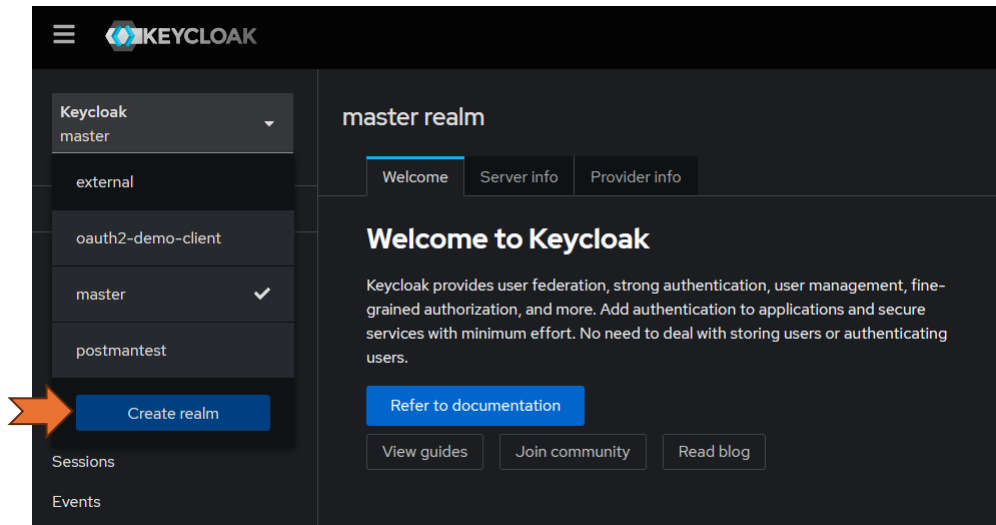 KEYCLOAK
Keycloak
master
external
oauth2-demo-client
master
postmantest
Create realm
Sessions
Events
master realm
Welcome
Server info
Provider info
Welcome to Keycloak
Keycloak provides user federation, strong authentication, user management, fine-
grained authorization, and more. Add authentication to applications and secure
services with minimum effort. No need to deal with storing users or authenticating
users.
Refer to documentation
View guides
Join community
Read blog